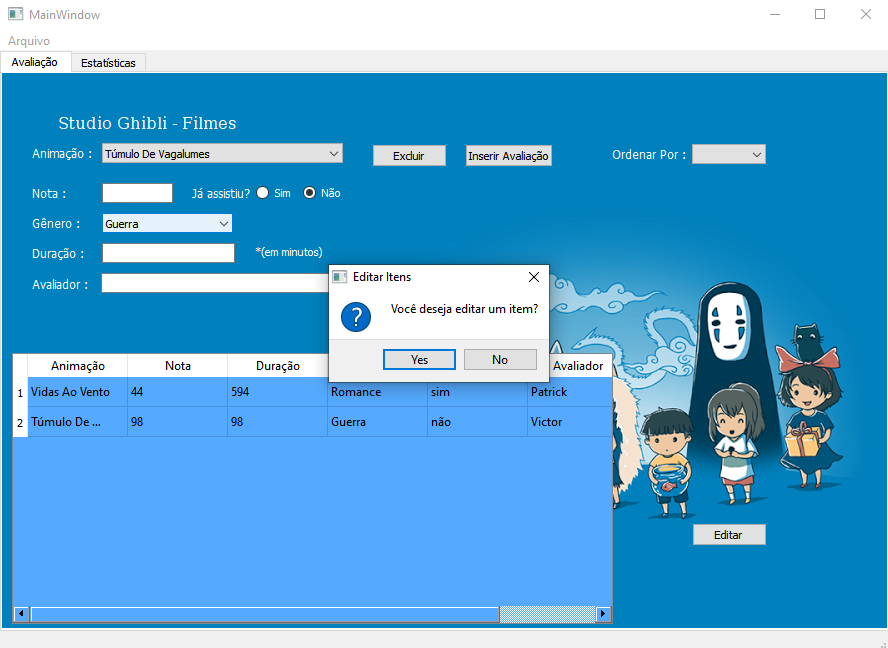 MainWindow
Arquivo
Avaliação Estatísticas
Studio Ghibli - Filmes
Animação : Túmulo De Vagalumes Excluir Inserir Avaliação Ordenar Por :
Nota : Já assistiu? Sim Não
Gênero : Guerra
Duração : *(em minutos)
Avaliador :
Editar Itens
? Você deseja editar um item?
Yes No
Animação Nota Duração Avaliador
1 Vidas Ao Vento 44 594 Romance sim Patrick
2 Túmulo De ... 98 98 Guerra não Victor
Editar